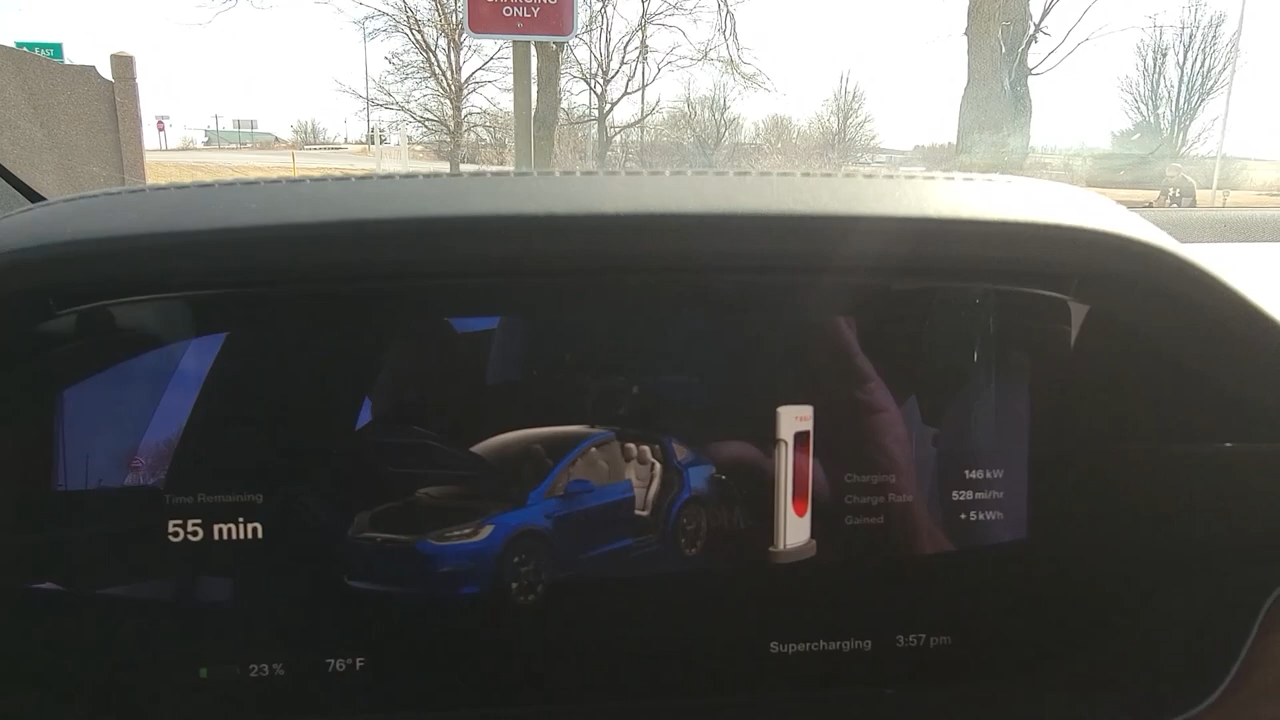 CHARGING
ONLY
EAST
Time Remaining
55 min
TESLA
Charging 146 kW
Charge Rate 528 mi/hr
Gained + 5 kWh
Supercharging 3:57 pm
23 % 76°F